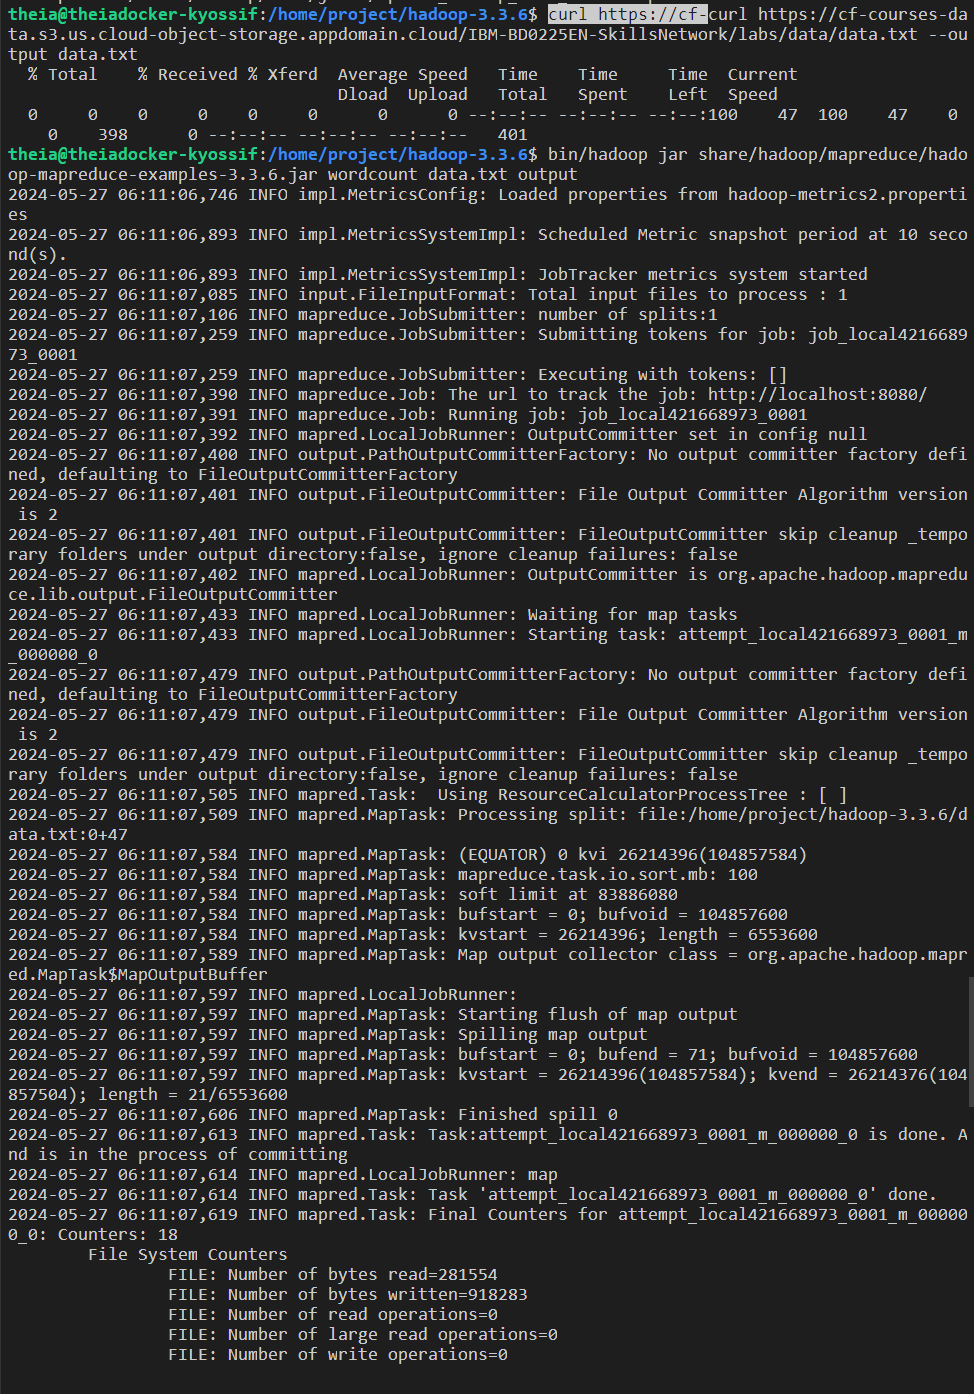 theia@theiadocker-kyossif:/home/project/hadoop-3.3.6$ curl https://cf-curl https://cf-courses-da
ta.s3.us.cloud-object-storage.appdomain.cloud/IBM-BD0225EN-SkillsNetwork/labs/data/data.txt --ou
tput data.txt
  % Total    % Received % Xferd  Average Speed   Time    Time     Time  Current
                                 Dload  Upload   Total   Spent    Left  Speed
  0     0    0     0    0     0      0      0 --:--:-- --:--:-- --:--:100    47  100    47    0
    0    398      0 --:--:-- --:--:-- --:--:--   401
theia@theiadocker-kyossif:/home/project/hadoop-3.3.6$ bin/hadoop jar share/hadoop/mapreduce/hado
op-mapreduce-examples-3.3.6.jar wordcount data.txt output
2024-05-27 06:11:06,746 INFO impl.MetricsConfig: Loaded properties from hadoop-metrics2.properti
es
2024-05-27 06:11:06,893 INFO impl.MetricsSystemImpl: Scheduled Metric snapshot period at 10 seco
nd(s).
2024-05-27 06:11:06,893 INFO impl.MetricsSystemImpl: JobTracker metrics system started
2024-05-27 06:11:07,085 INFO input.FileInputFormat: Total input files to process : 1
2024-05-27 06:11:07,106 INFO mapreduce.JobSubmitter: number of splits:1
2024-05-27 06:11:07,259 INFO mapreduce.JobSubmitter: Submitting tokens for job: job_local4216689
73_0001
2024-05-27 06:11:07,259 INFO mapreduce.JobSubmitter: Executing with tokens: []
2024-05-27 06:11:07,390 INFO mapreduce.Job: The url to track the job: http://localhost:8080/
2024-05-27 06:11:07,391 INFO mapreduce.Job: Running job: job_local421668973_0001
2024-05-27 06:11:07,392 INFO mapred.LocalJobRunner: OutputCommitter set in config null
2024-05-27 06:11:07,400 INFO output.PathOutputCommitterFactory: No output committer factory defi
ned, defaulting to FileOutputCommitterFactory
2024-05-27 06:11:07,401 INFO output.FileOutputCommitter: File Output Committer Algorithm version
 is 2
2024-05-27 06:11:07,401 INFO output.FileOutputCommitter: FileOutputCommitter skip cleanup _tempo
rary folders under output directory:false, ignore cleanup failures: false
2024-05-27 06:11:07,402 INFO mapred.LocalJobRunner: OutputCommitter is org.apache.hadoop.mapredu
ce.lib.output.FileOutputCommitter
2024-05-27 06:11:07,433 INFO mapred.LocalJobRunner: Waiting for map tasks
2024-05-27 06:11:07,433 INFO mapred.LocalJobRunner: Starting task: attempt_local421668973_0001_m
_000000_0
2024-05-27 06:11:07,479 INFO output.PathOutputCommitterFactory: No output committer factory defi
ned, defaulting to FileOutputCommitterFactory
2024-05-27 06:11:07,479 INFO output.FileOutputCommitter: File Output Committer Algorithm version
 is 2
2024-05-27 06:11:07,479 INFO output.FileOutputCommitter: FileOutputCommitter skip cleanup _tempo
rary folders under output directory:false, ignore cleanup failures: false
2024-05-27 06:11:07,505 INFO mapred.Task:  Using ResourceCalculatorProcessTree : [ ]
2024-05-27 06:11:07,509 INFO mapred.MapTask: Processing split: file:/home/project/hadoop-3.3.6/d
ata.txt:0+47
2024-05-27 06:11:07,584 INFO mapred.MapTask: (EQUATOR) 0 kvi 26214396(104857584)
2024-05-27 06:11:07,584 INFO mapred.MapTask: mapreduce.task.io.sort.mb: 100
2024-05-27 06:11:07,584 INFO mapred.MapTask: soft limit at 83886080
2024-05-27 06:11:07,584 INFO mapred.MapTask: bufstart = 0; bufvoid = 104857600
2024-05-27 06:11:07,584 INFO mapred.MapTask: kvstart = 26214396; length = 6553600
2024-05-27 06:11:07,589 INFO mapred.MapTask: Map output collector class = org.apache.hadoop.mapr
ed.MapTask$MapOutputBuffer
2024-05-27 06:11:07,597 INFO mapred.LocalJobRunner:
2024-05-27 06:11:07,597 INFO mapred.MapTask: Starting flush of map output
2024-05-27 06:11:07,597 INFO mapred.MapTask: Spilling map output
2024-05-27 06:11:07,597 INFO mapred.MapTask: bufstart = 0; bufend = 71; bufvoid = 104857600
2024-05-27 06:11:07,597 INFO mapred.MapTask: kvstart = 26214396(104857584); kvend = 26214376(104
857504); length = 21/6553600
2024-05-27 06:11:07,606 INFO mapred.MapTask: Finished spill 0
2024-05-27 06:11:07,613 INFO mapred.Task: Task:attempt_local421668973_0001_m_000000_0 is done. A
nd is in the process of committing
2024-05-27 06:11:07,614 INFO mapred.LocalJobRunner: map
2024-05-27 06:11:07,614 INFO mapred.Task: Task 'attempt_local421668973_0001_m_000000_0' done.
2024-05-27 06:11:07,619 INFO mapred.Task: Final Counters for attempt_local421668973_0001_m_00000
0_0: Counters: 18
        File System Counters
                FILE: Number of bytes read=281554
                FILE: Number of bytes written=918283
                FILE: Number of read operations=0
                FILE: Number of large read operations=0
                FILE: Number of write operations=0